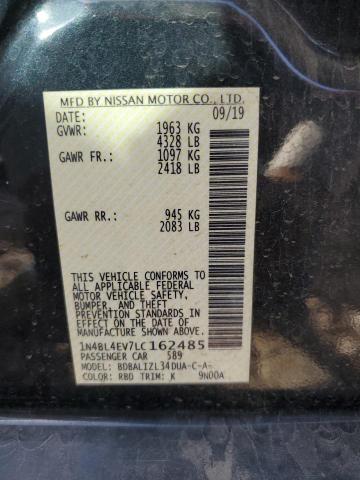 MFD BY NISSAN MOTOR CO., LTD.
DATE: 09/19
GVWR: 1963 KG
4328 LB
GAWR FR.: 1097 KG
2418 LB
GAWR RR.: 945 KG
2083 LB
THIS VEHICLE CONFORMS TO
ALL APPLICABLE FEDERAL
MOTOR VEHICLE SAFETY,
BUMPER, AND THEFT
PREVENTION STANDARDS IN
EFFECT ON THE DATE OF
MANUFACTURE SHOWN ABOVE.
1N4BL4EV7LC162485
PASSENGER CAR 589
MODEL: BDBALIZL34DUA-C-A-
COLOR: RBD TRIM: K 9N00A